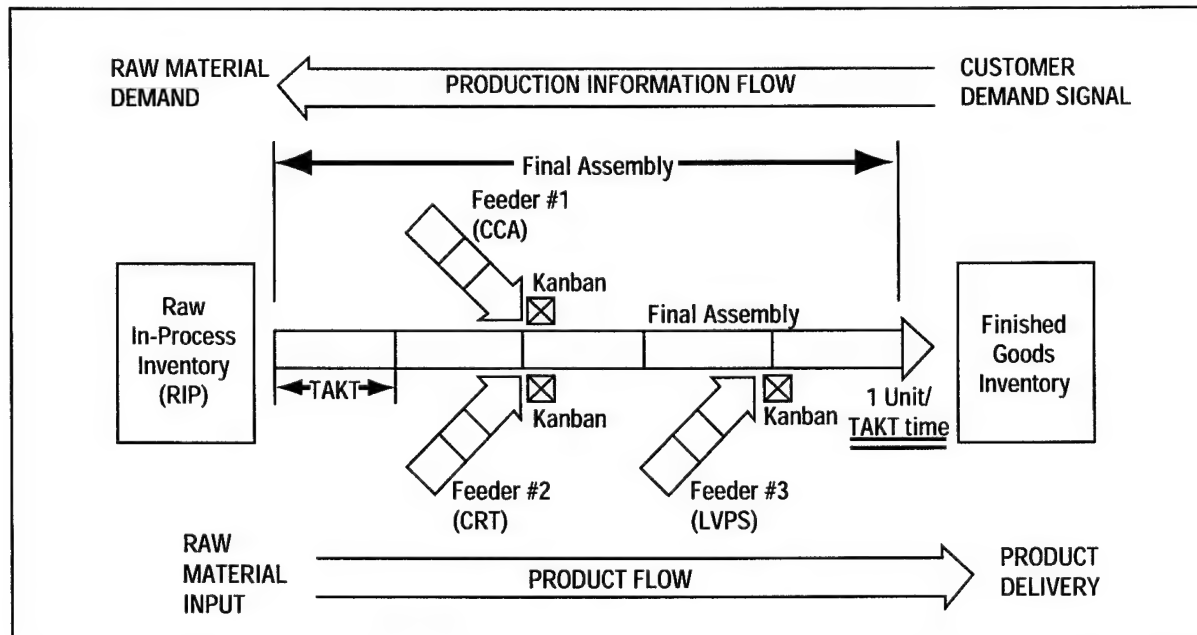 RAW MATERIAL
DEMAND
PRODUCTION INFORMATION FLOW
CUSTOMER
DEMAND SIGNAL
Final Assembly
Feeder #1
(CCA)
Kanban
Raw
In-Process
Inventory
(RIP)
Final Assembly
Finished
Goods
Inventory
TAKT
Kanban
Kanban
1 Unit/
TAKT time
Feeder #2
(CRT)
Feeder #3
(LVPS)
RAW
MATERIAL
INPUT
PRODUCT FLOW
PRODUCT
DELIVERY